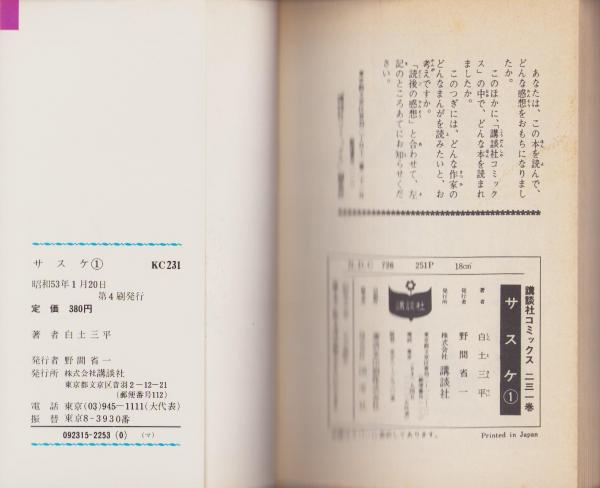 サスケ① KC231
昭和53年1月20日
第4刷発行
定価 380円
著者 白土三平
発行者 野間省一
発行所 株式会社講談社
東京都文京区音羽2-12-21
(郵便番号112)
電話 東京(03)945-1111(大代表)
振替 東京8-3930番
092315-2253(0) (マ)
あなたは、この本を読んで、
どんな感想をおもちになりまし
たか。
このほかに、「講談社コミック
ス」の中で、どんな本を読まれ
ましたか。
このつぎには、どんな作家の
どんなまんがを読みたいと、お
考えですか。
「読後の感想」と合わせて、左
記のところあてにお知らせくだ
さい。
講談社コミックス 二三一巻
サスケ①
著者 白土三平
発行者 野間省一
発行所 株式会社 講談社
N.D.C 726 251P 18cm
Printed in Japan